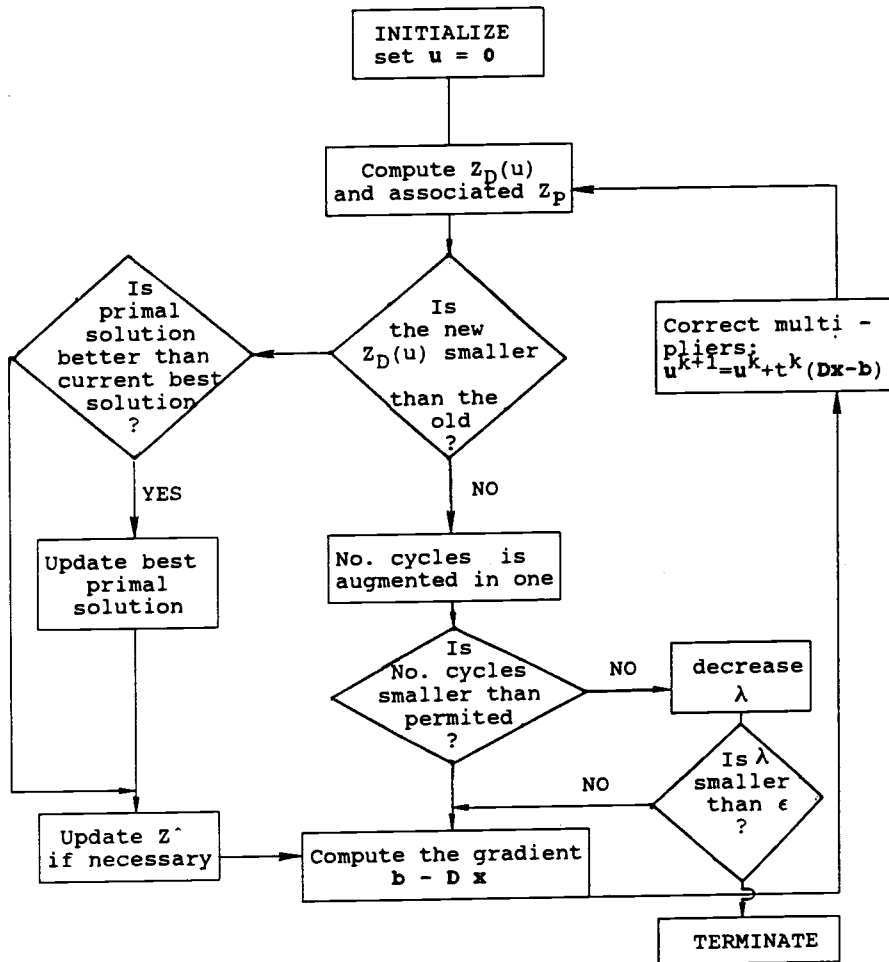 INITIALIZE
set u = 0
Compute Z_D(u)
and associated Z_P
Is
primal
solution
better than
current best
solution
?
Is
the new
Z_D(u) smaller
than the
old
?
Correct multi -
pliers:
u^{k+1}=u^k+t^k(Dx-b)
YES
NO
Update best
primal
solution
No. cycles is
augmented in one
Is
No. cycles
smaller than
permited
?
NO
decrease
λ
Is λ
smaller
than ϵ
?
NO
Update Z^
if necessary
Compute the gradient
b - D x
TERMINATE